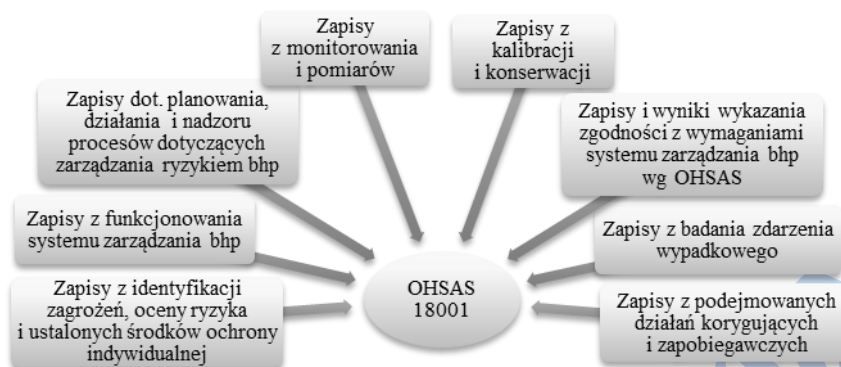 Zapisy
z monitorowania
i pomiarów
Zapisy z
kalibracji
i konserwacji
Zapisy dot. planowania,
działania i nadzoru
procesów dotyczących
zarządzania ryzykiem bhp
Zapisy i wyniki wykazania
zgodności z wymaganiami
systemu zarządzania bhp
wg OHSAS
Zapisy z funkcjonowania
systemu zarządzania bhp
Zapisy z badania zdarzenia
wypadkowego
Zapisy z identyfikacji
zagrożeń, oceny ryzyka
i ustalonych środków ochrony
indywidualnej
OHSAS
18001
Zapisy z podejmowanych
działań korygujących
i zapobiegawczych